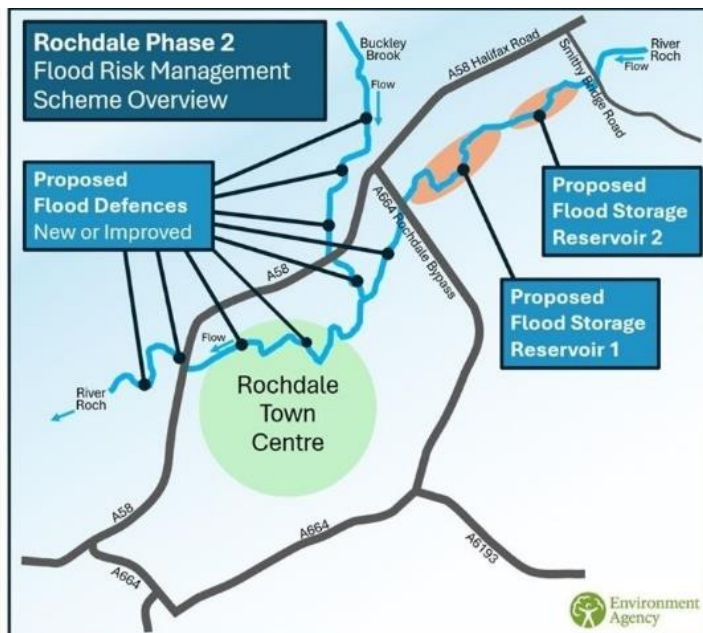 Rochdale Phase 2
Flood Risk Management
Scheme Overview
Buckley
Brook
Flow
A58 Halifax Road
Smithy Bridge Road
River
Roch
Flow
Proposed
Flood Defences
New or Improved
A664 Rochdale Bypass
Proposed
Flood Storage
Reservoir 2
Proposed
Flood Storage
Reservoir 1
A58
Flow
River
Roch
Rochdale
Town
Centre
A58
A664
A664
A6193
Environment
Agency